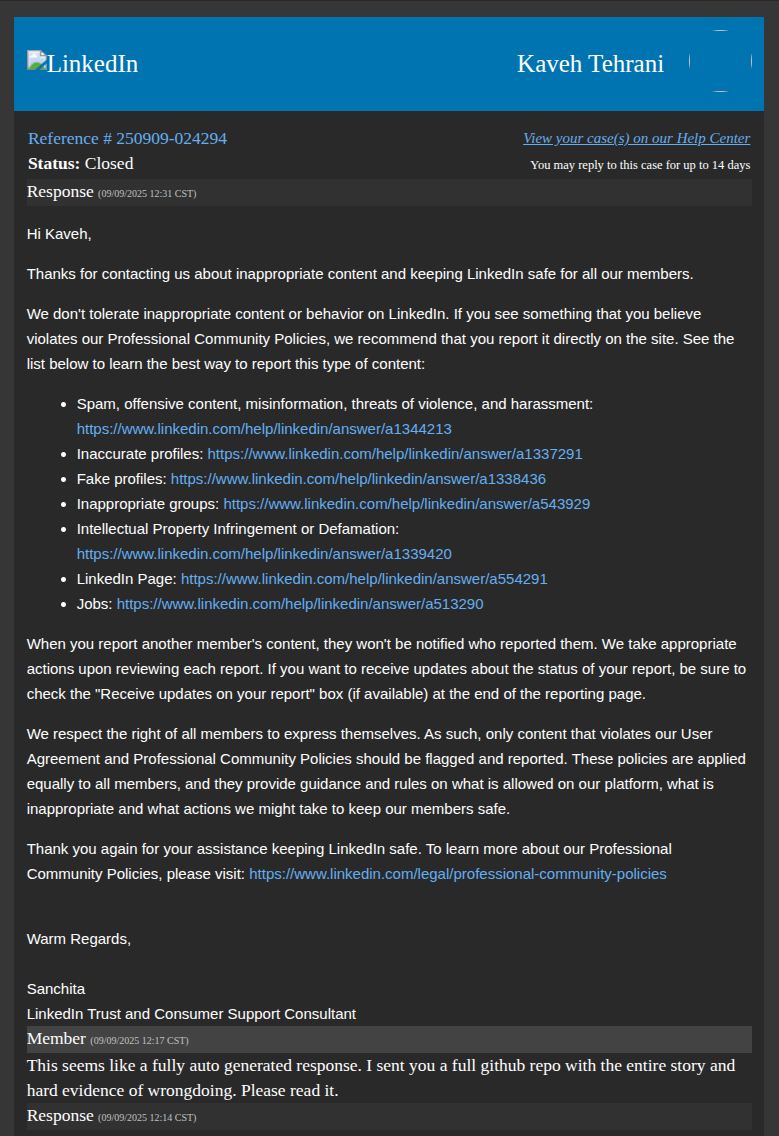 LinkedIn
Kaveh Tehrani
Reference # 250909-024294
View your case(s) on our Help Center
Status: Closed
You may reply to this case for up to 14 days
Response (09/09/2025 12:31 CST)
Hi Kaveh,
Thanks for contacting us about inappropriate content and keeping LinkedIn safe for all our members.
We don't tolerate inappropriate content or behavior on LinkedIn. If you see something that you believe
violates our Professional Community Policies, we recommend that you report it directly on the site. See the
list below to learn the best way to report this type of content:
• Spam, offensive content, misinformation, threats of violence, and harassment:
https://www.linkedin.com/help/linkedin/answer/a1344213
• Inaccurate profiles: https://www.linkedin.com/help/linkedin/answer/a1337291
• Fake profiles: https://www.linkedin.com/help/linkedin/answer/a1338436
• Inappropriate groups: https://www.linkedin.com/help/linkedin/answer/a543929
• Intellectual Property Infringement or Defamation:
https://www.linkedin.com/help/linkedin/answer/a1339420
• LinkedIn Page: https://www.linkedin.com/help/linkedin/answer/a554291
• Jobs: https://www.linkedin.com/help/linkedin/answer/a513290
When you report another member's content, they won't be notified who reported them. We take appropriate
actions upon reviewing each report. If you want to receive updates about the status of your report, be sure to
check the "Receive updates on your report" box (if available) at the end of the reporting page.
We respect the right of all members to express themselves. As such, only content that violates our User
Agreement and Professional Community Policies should be flagged and reported. These policies are applied
equally to all members, and they provide guidance and rules on what is allowed on our platform, what is
inappropriate and what actions we might take to keep our members safe.
Thank you again for your assistance keeping LinkedIn safe. To learn more about our Professional
Community Policies, please visit: https://www.linkedin.com/legal/professional-community-policies
Warm Regards,
Sanchita
LinkedIn Trust and Consumer Support Consultant
Member (09/09/2025 12:17 CST)
This seems like a fully auto generated response. I sent you a full github repo with the entire story and
hard evidence of wrongdoing. Please read it.
Response (09/09/2025 12:14 CST)